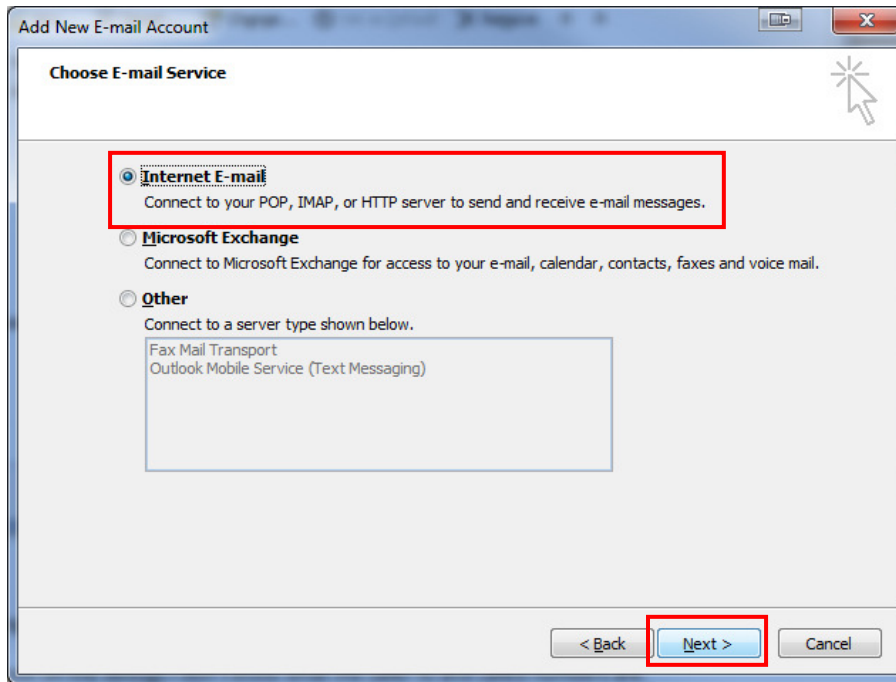 Add New E-mail Account
Choose E-mail Service
Internet E-mail
Connect to your POP, IMAP, or HTTP server to send and receive e-mail messages.
Microsoft Exchange
Connect to Microsoft Exchange for access to your e-mail, calendar, contacts, faxes and voice mail.
Other
Connect to a server type shown below.
Fax Mail Transport
Outlook Mobile Service (Text Messaging)
< Back Next > Cancel